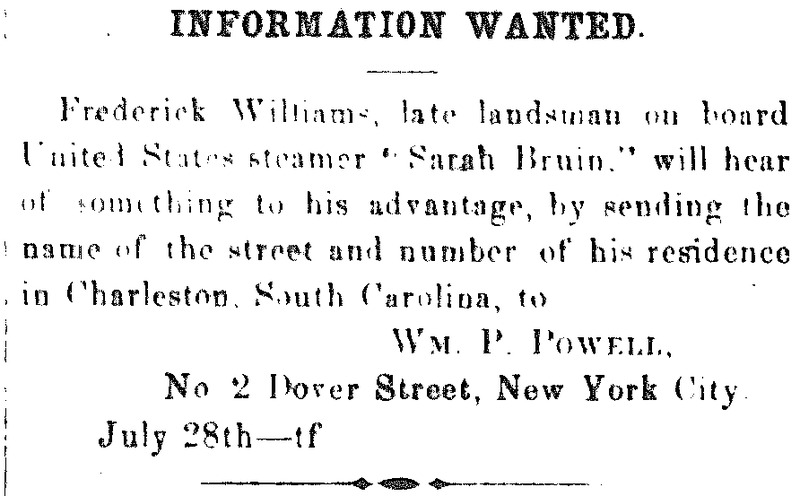 INFORMATION WANTED.
Frederick Williams, late landsman on board
United States steamer "Sarah Bruin," will hear
of something to his advantage, by sending the
name of the street and number of his residence
in Charleston, South Carolina, to
WM. P. POWELL,
No 2 Dover Street, New York City.
July 28th—tf